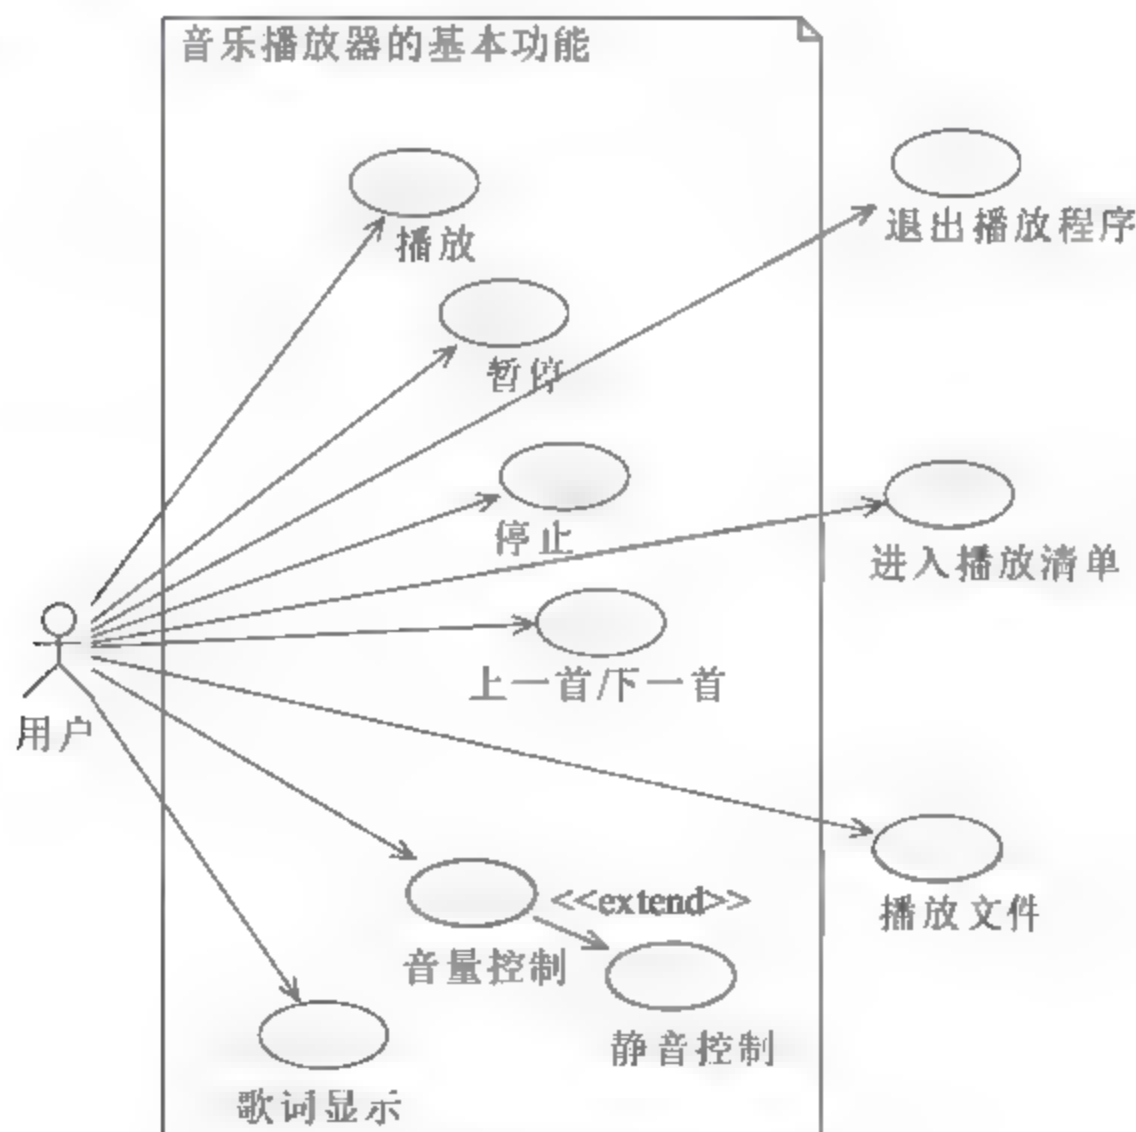 音乐播放器的基本功能
播放
退出播放程序
暂停
停止
进入播放清单
上一首/下一首
用户
播放文件
<<extend>>
音量控制
静音控制
歌词显示